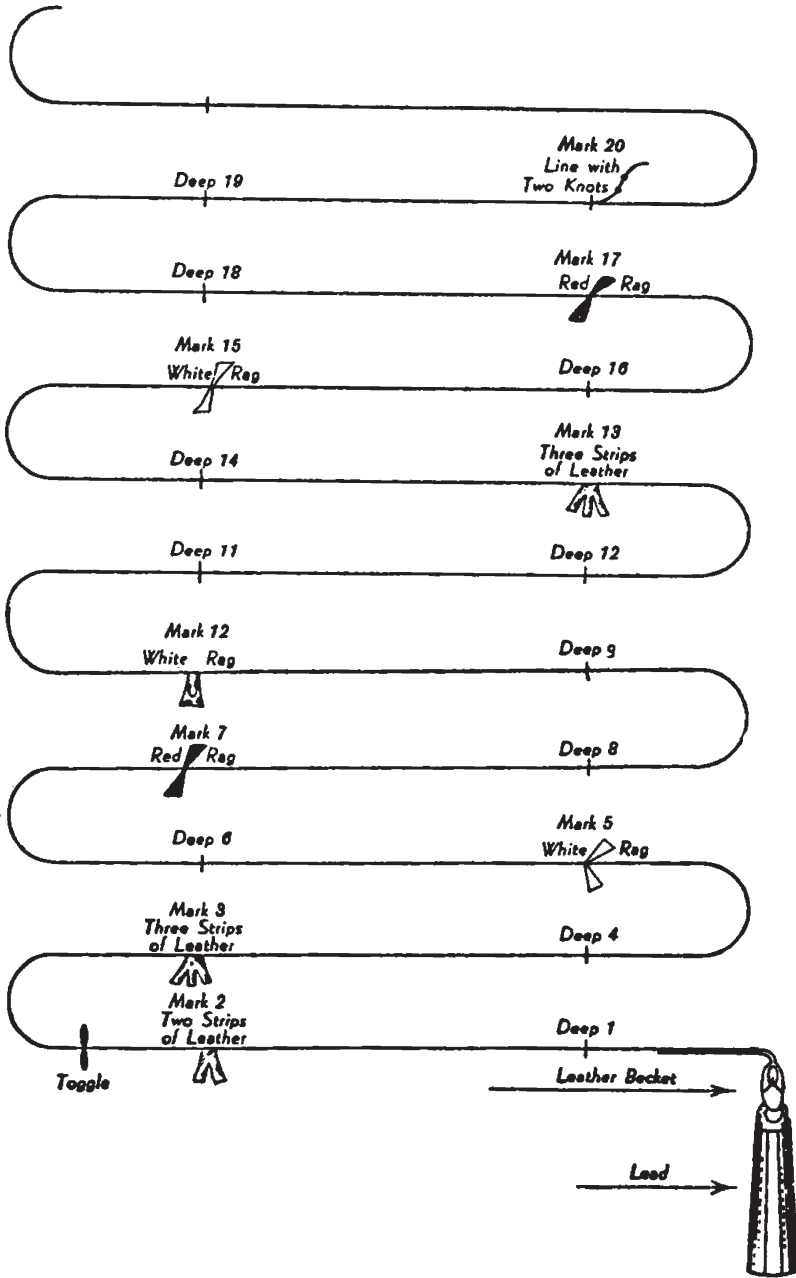 Mark 20
Line with
Two Knots
Deep 19
Mark 17
Red Rag
Deep 18
Mark 15
White Rag
Deep 16
Mark 13
Three Strips
of Leather
Deep 14
Deep 11
Deep 12
Mark 12
White Rag
Deep 9
Mark 7
Red Rag
Deep 8
Deep 6
Mark 5
White Rag
Mark 3
Three Strips
of Leather
Deep 4
Mark 2
Two Strips
of Leather
Deep 1
Toggle
Leather Becket
Lead